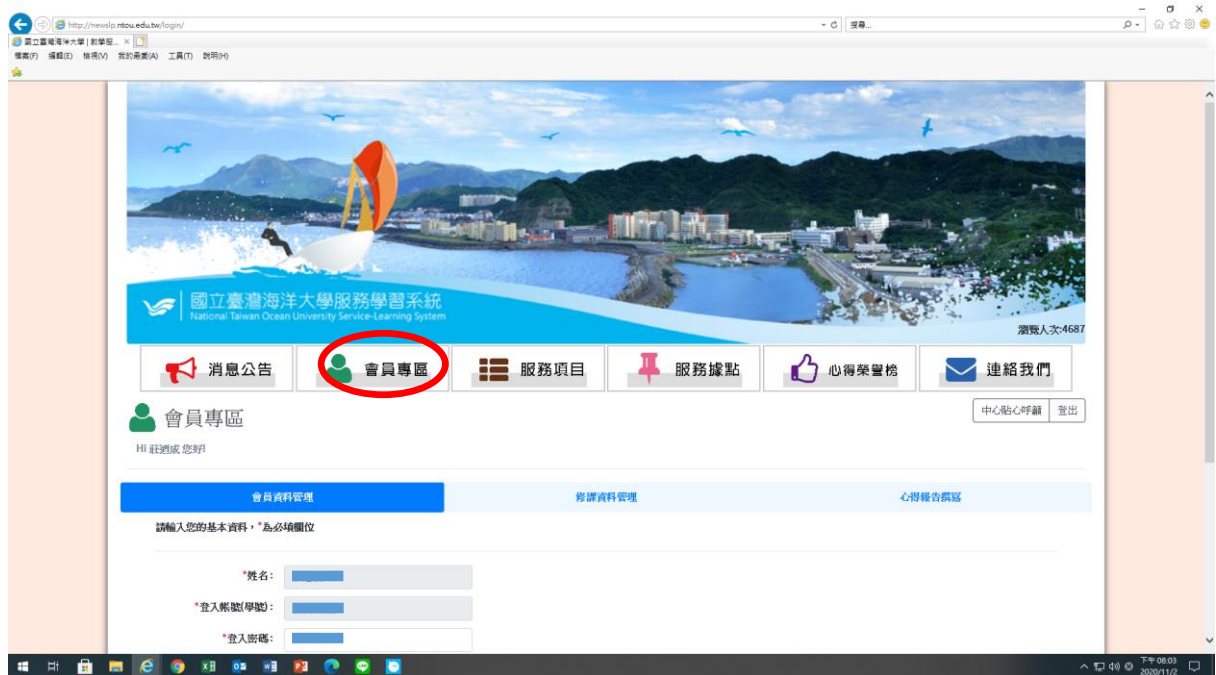 http://newslp.ntou.edu.tw/login/
搜尋...
國立臺灣海洋大學 | 教學服...
檔案(F) 編輯(E) 檢視(V) 我的最愛(A) 工具(T) 說明(H)
國立臺灣海洋大學服務學習系統
National Taiwan Ocean University Service-Learning System
瀏覽人次:4687
消息公告 會員專區 服務項目 服務據點 心得榮譽榜 連絡我們
會員專區
中心貼心呼籲 登出
Hi 莊 您好!
會員資料管理 修課資料管理 心得報告撰寫
請輸入您的基本資料，*為必填欄位
*姓名:
*登入帳號(學號):
*登入密碼:
下午 08:03
2020/11/2